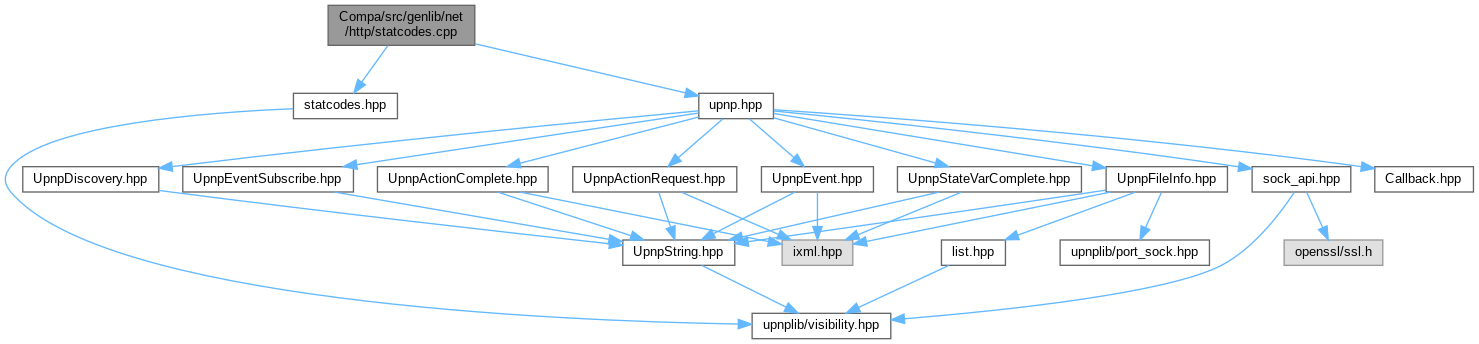 Compa/src/genlib/net
/http/statcodes.cpp
statcodes.hpp
upnp.hpp
UpnpDiscovery.hpp
UpnpEventSubscribe.hpp
UpnpActionComplete.hpp
UpnpActionRequest.hpp
UpnpEvent.hpp
UpnpStateVarComplete.hpp
UpnpFileInfo.hpp
sock_api.hpp
Callback.hpp
UpnpString.hpp
ixml.hpp
list.hpp
upnplib/port_sock.hpp
openssl/ssl.h
upnplib/visibility.hpp